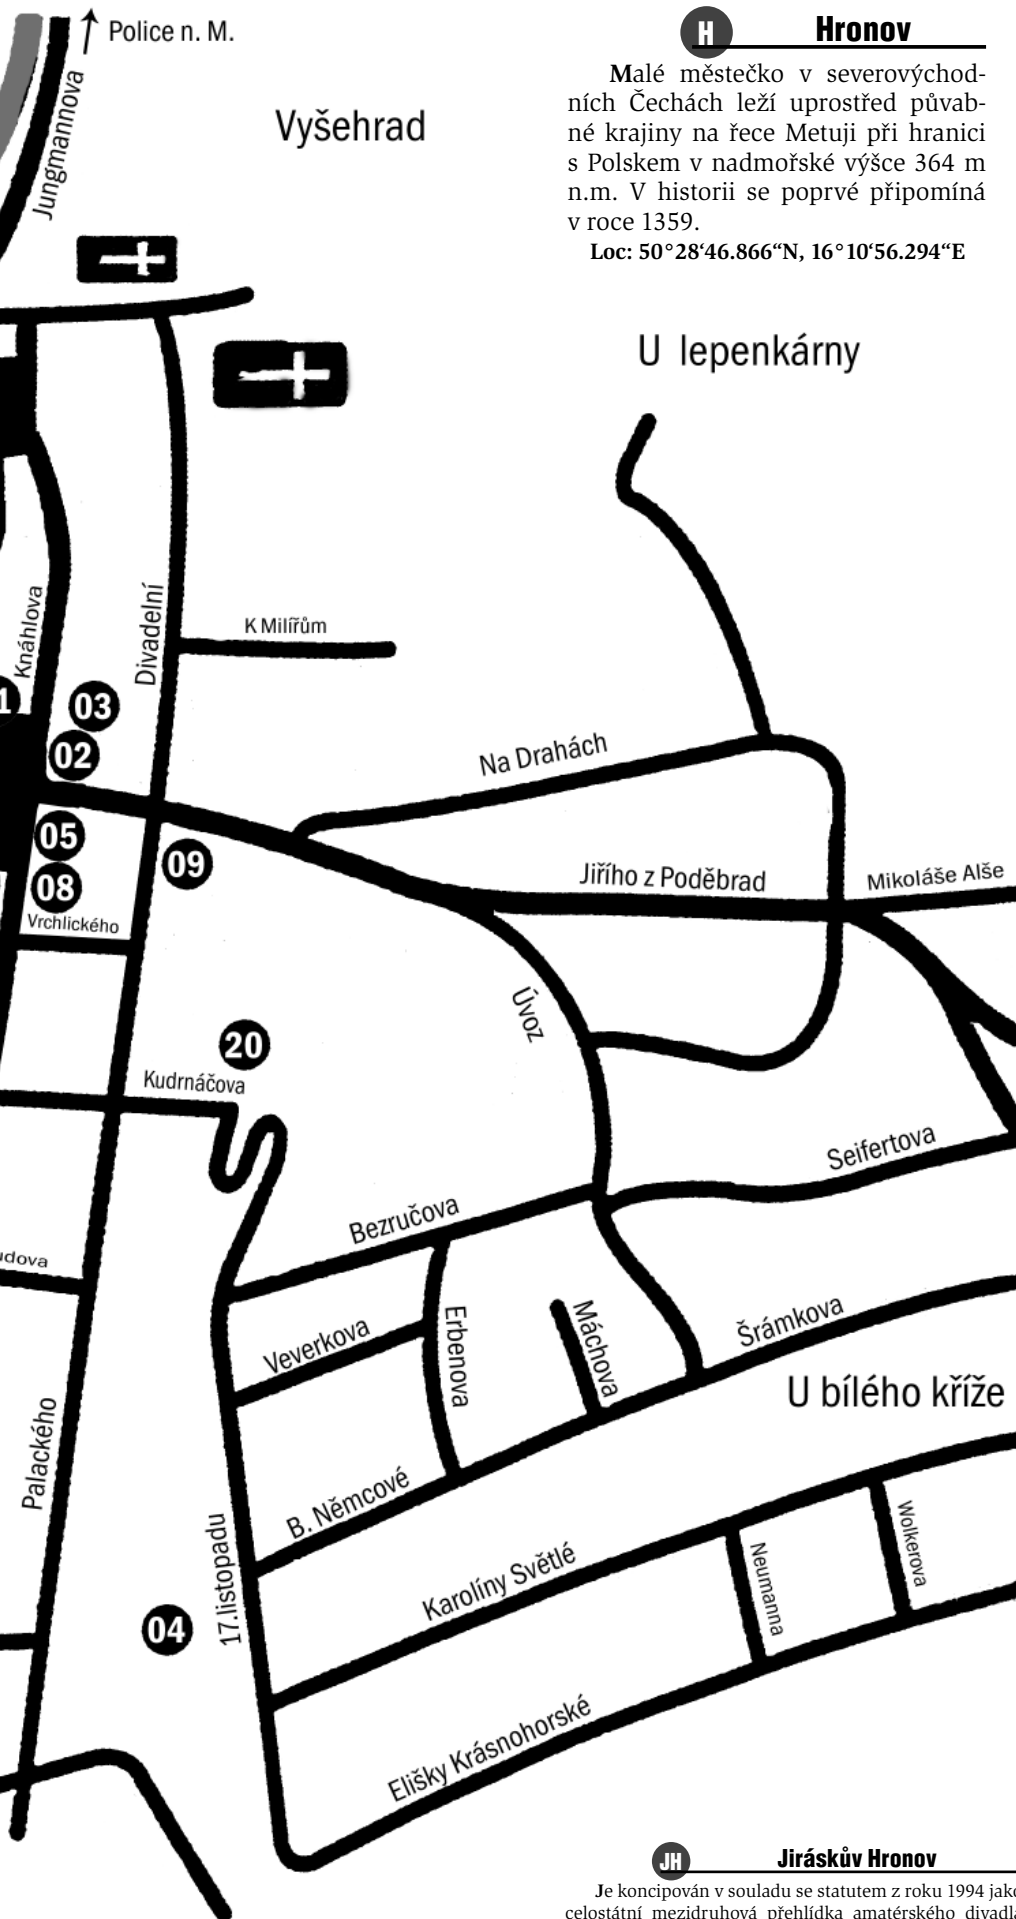 Police n. M.
Jungmannova
Vyšehrad
H
Hronov
Malé městečko v severovýchod-
ních Čechách leží uprostřed půvab-
né krajiny na řece Metuji při hranici
s Polskem v nadmořské výšce 364 m
n.m. V historii se poprvé připomíná
v roce 1359.
Loc: 50°28‘46.866“N, 16°10‘56.294“E
U lepenkárny
Knáhlova
Divadelní
K Milířům
1
03
02
Na Drahách
05
09
08
Jiřího z Poděbrad
Mikoláše Alše
Vrchlického
Úvoz
20
Kudrnáčova
Seifertova
Bezručova
udova
Erbenova
Máchova
Šrámkova
Veverkova
U bílého kříže
Palackého
B. Němcové
17.listopadu
Karolíny Světlé
Neumanna
Wolkerova
04
Elišky Krásnohorské
JH
Jiráskův Hronov
Je koncipován v souladu se statutem z roku 1994 jako
celostátní mezidruhová přehlídka amatérského divadla